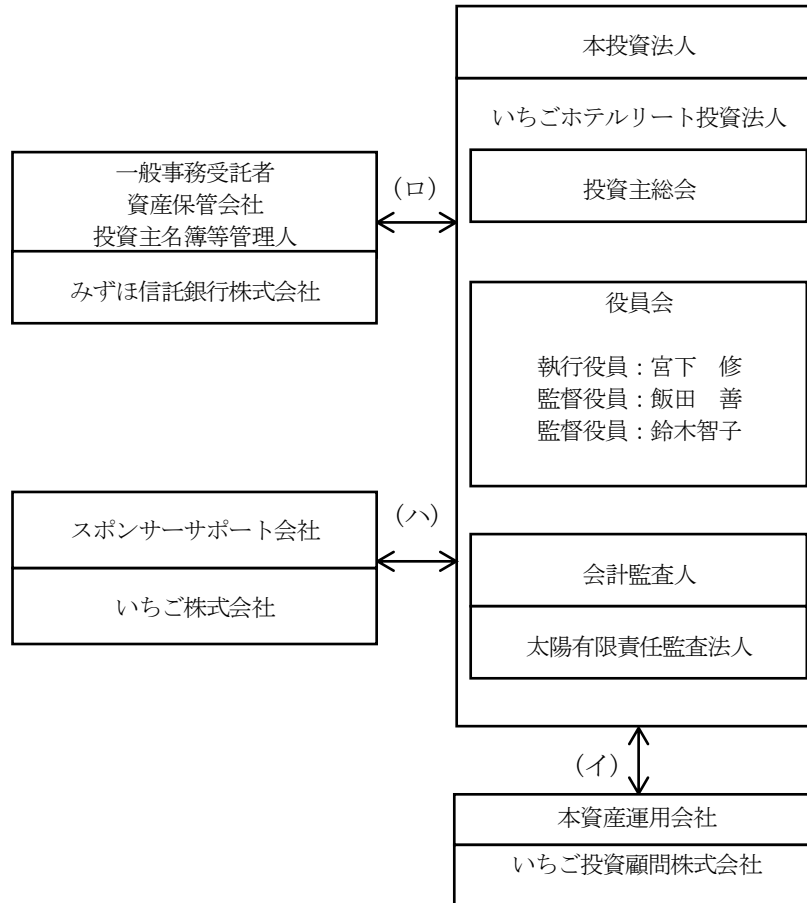 本投資法人
いちごホテルリート投資法人
投資主総会
一般事務受託者
資産保管会社
投資主名簿等管理人
みずほ信託銀行株式会社
(ロ)
役員会
執行役員：宮下　修
監督役員：飯田　善
監督役員：鈴木智子
スポンサーサポート会社
いちご株式会社
(ハ)
会計監査人
太陽有限責任監査法人
(イ)
本資産運用会社
いちご投資顧問株式会社